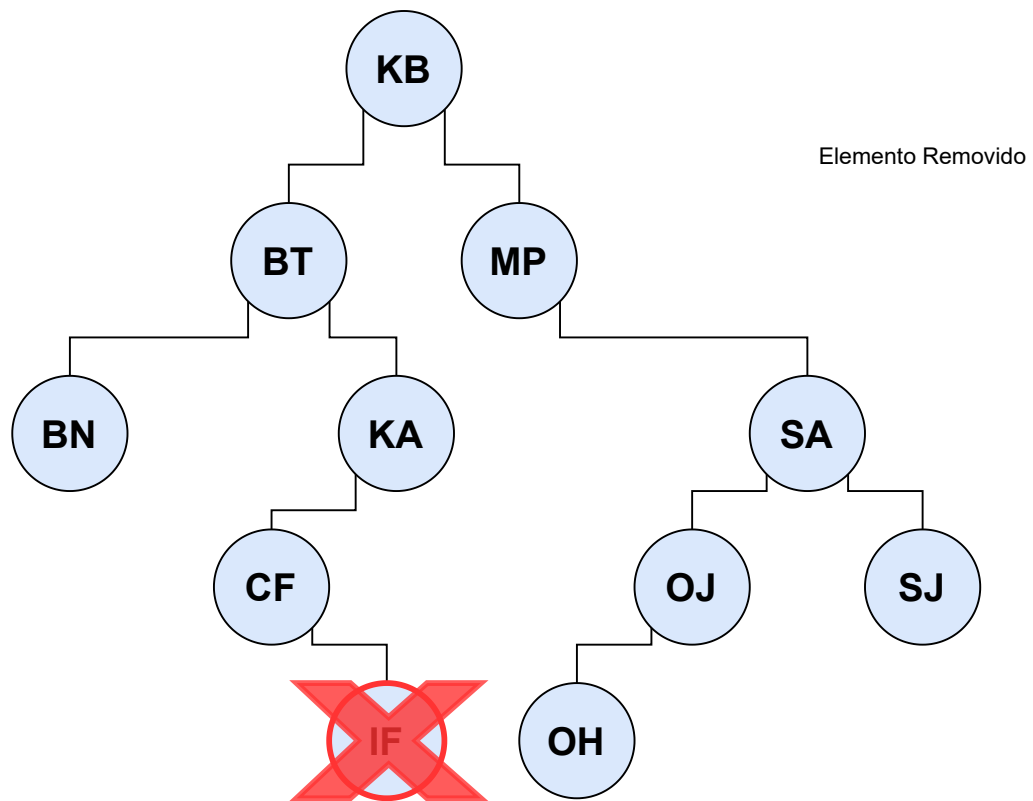 KB
Elemento Removido
BT
MP
BN
KA
SA
CF
OJ
SJ
IF
OH